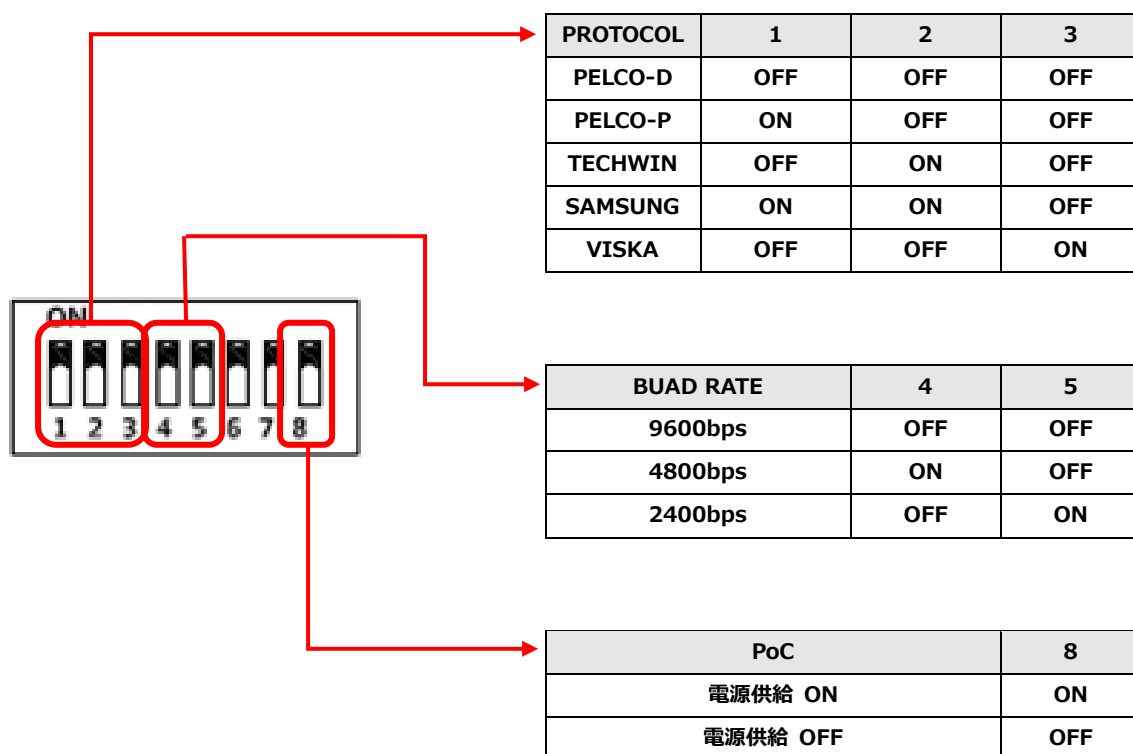 PROTOCOL 1 2 3
PELCO-D OFF OFF OFF
PELCO-P ON OFF OFF
TECHWIN OFF ON OFF
SAMSUNG ON ON OFF
VISKA OFF OFF ON
ON
1 2 3 4 5 6 7 8
BUAD RATE 4 5
9600bps OFF OFF
4800bps ON OFF
2400bps OFF ON
PoC 8
電源供給 ON ON
電源供給 OFF OFF